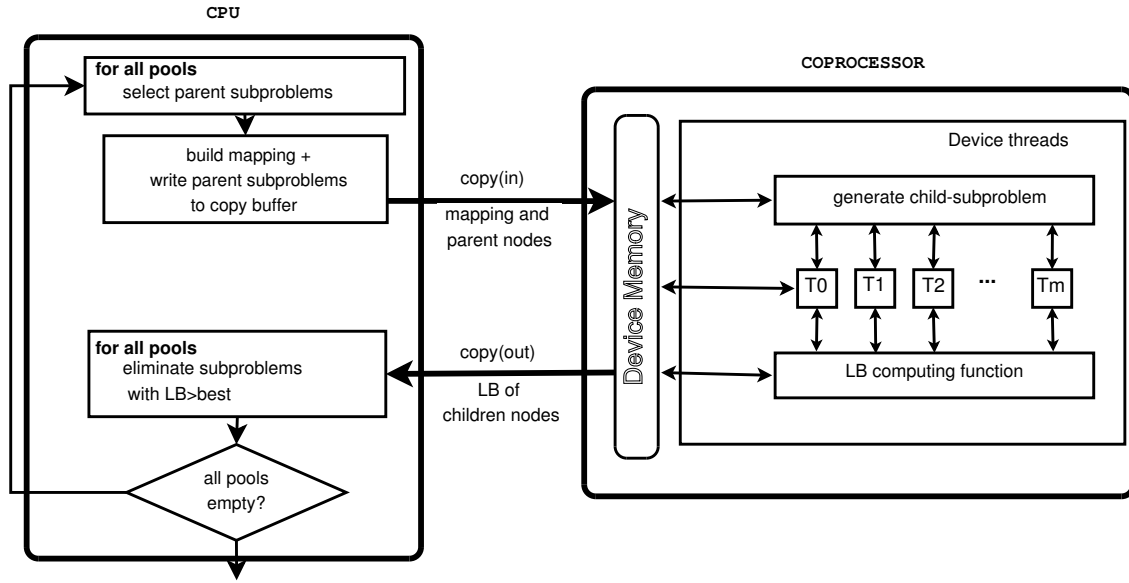 CPU
for all pools
select parent subproblems
build mapping +
write parent subproblems
to copy buffer
copy(in)
mapping and
parent nodes
for all pools
eliminate subproblems
with LB>best
copy(out)
LB of
children nodes
all pools
empty?
COPROCESSOR
Device Memory
Device threads
generate child-subproblem
T0 T1 T2 ... Tm
LB computing function